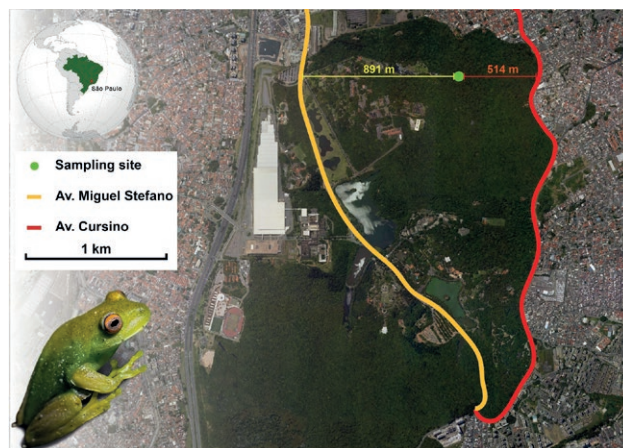 São Paulo
891 m
514 m
Sampling site
Av. Miguel Stefano
Av. Cursino
1 km